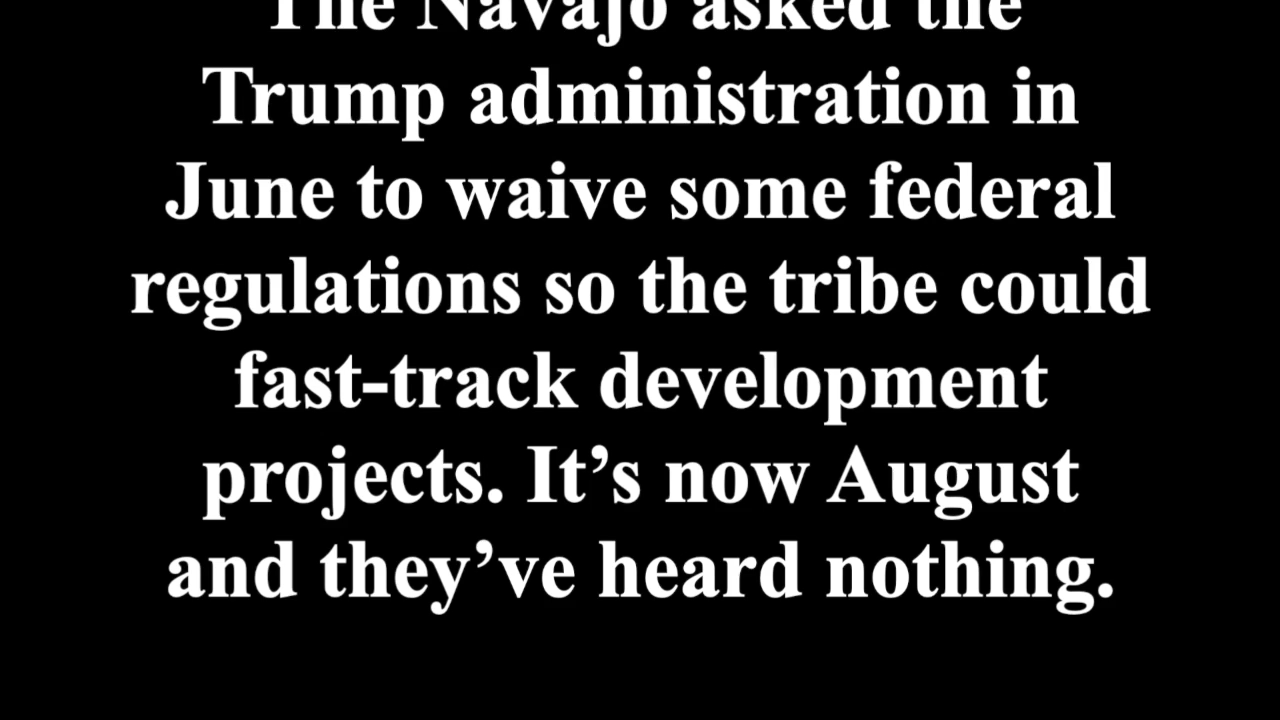 The Navajo asked the
Trump administration in
June to waive some federal
regulations so the tribe could
fast-track development
projects. It’s now August
and they’ve heard nothing.